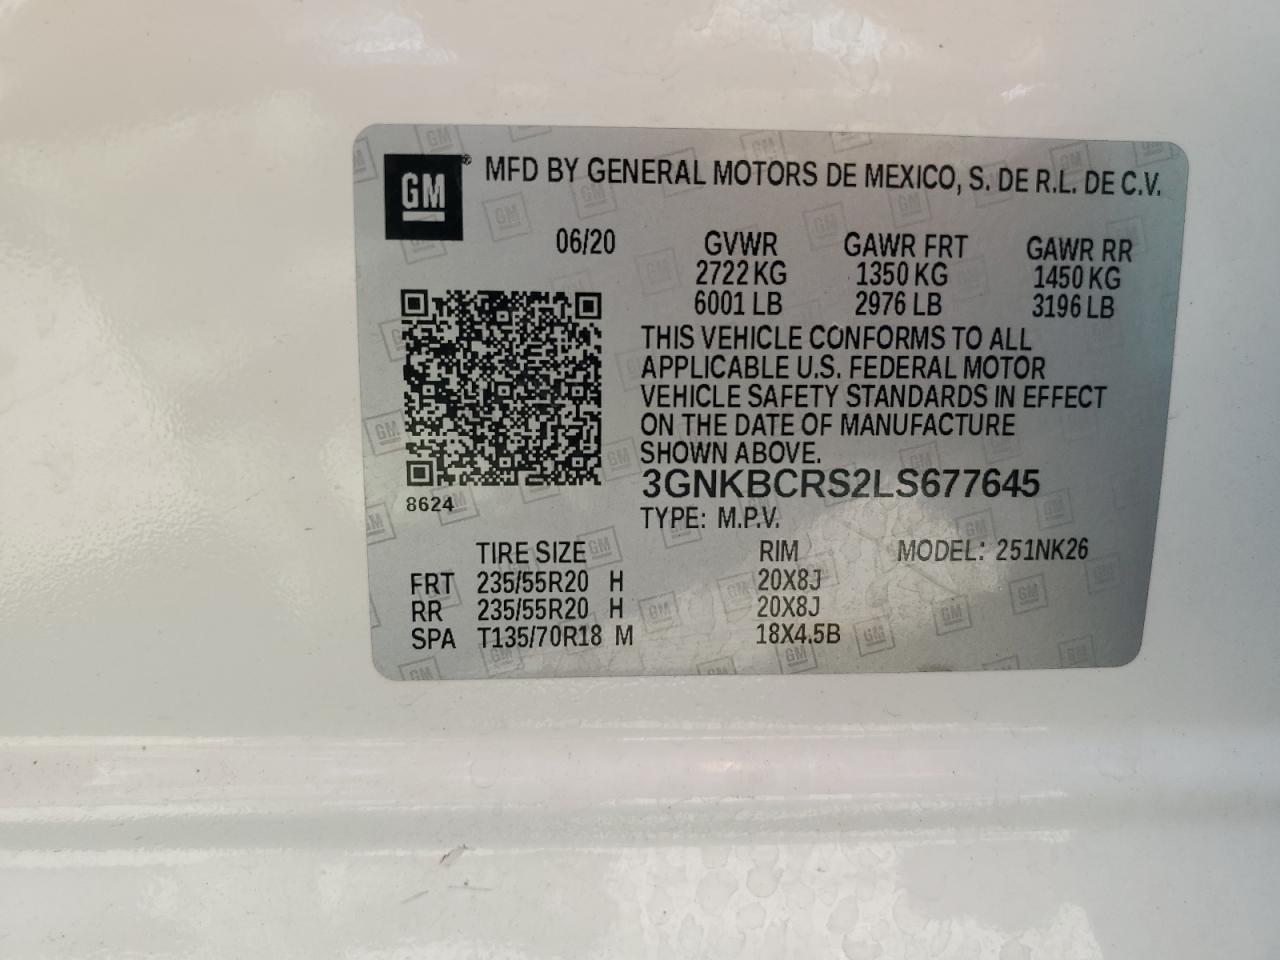 GM® MFD BY GENERAL MOTORS DE MEXICO, S. DE R.L. DE C.V.
06/20 GVWR GAWR FRT GAWR RR
2722 KG 1350 KG 1450 KG
6001 LB 2976 LB 3196 LB
THIS VEHICLE CONFORMS TO ALL
APPLICABLE U.S. FEDERAL MOTOR
VEHICLE SAFETY STANDARDS IN EFFECT
ON THE DATE OF MANUFACTURE
SHOWN ABOVE.
3GNKBCRS2LS677645
8624
TYPE: M.P.V.
TIRE SIZE RIM MODEL: 251NK26
FRT 235/55R20 H 20X8J
RR 235/55R20 H 20X8J
SPA T135/70R18 M 18X4.5B